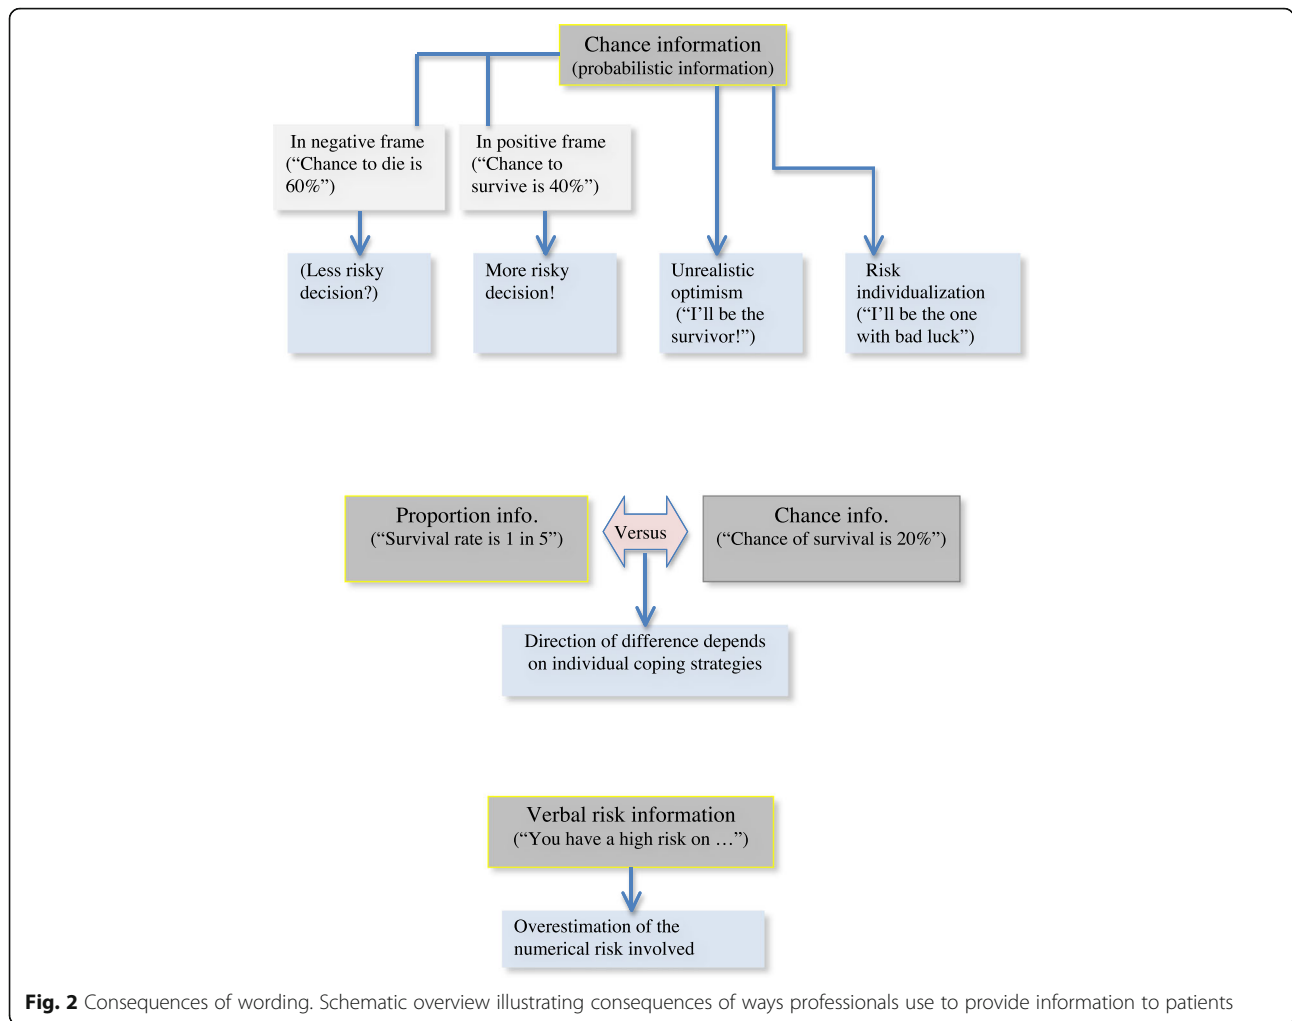 Chance information
(probabilistic information)
In negative frame
(“Chance to die is
60%”)
In positive frame
(“Chance to
survive is 40%”)
(Less risky
decision?)
More risky
decision!
Unrealistic
optimism
(“I’ll be the
survivor!”)
Risk
individualization
(“I’ll be the one
with bad luck”)
Proportion info.
(“Survival rate is 1 in 5”)
Versus
Chance info.
(“Chance of survival is 20%”)
Direction of difference depends
on individual coping strategies
Verbal risk information
(“You have a high risk on …”)
Overestimation of the
numerical risk involved
Fig. 2 Consequences of wording. Schematic overview illustrating consequences of ways professionals use to provide information to patients